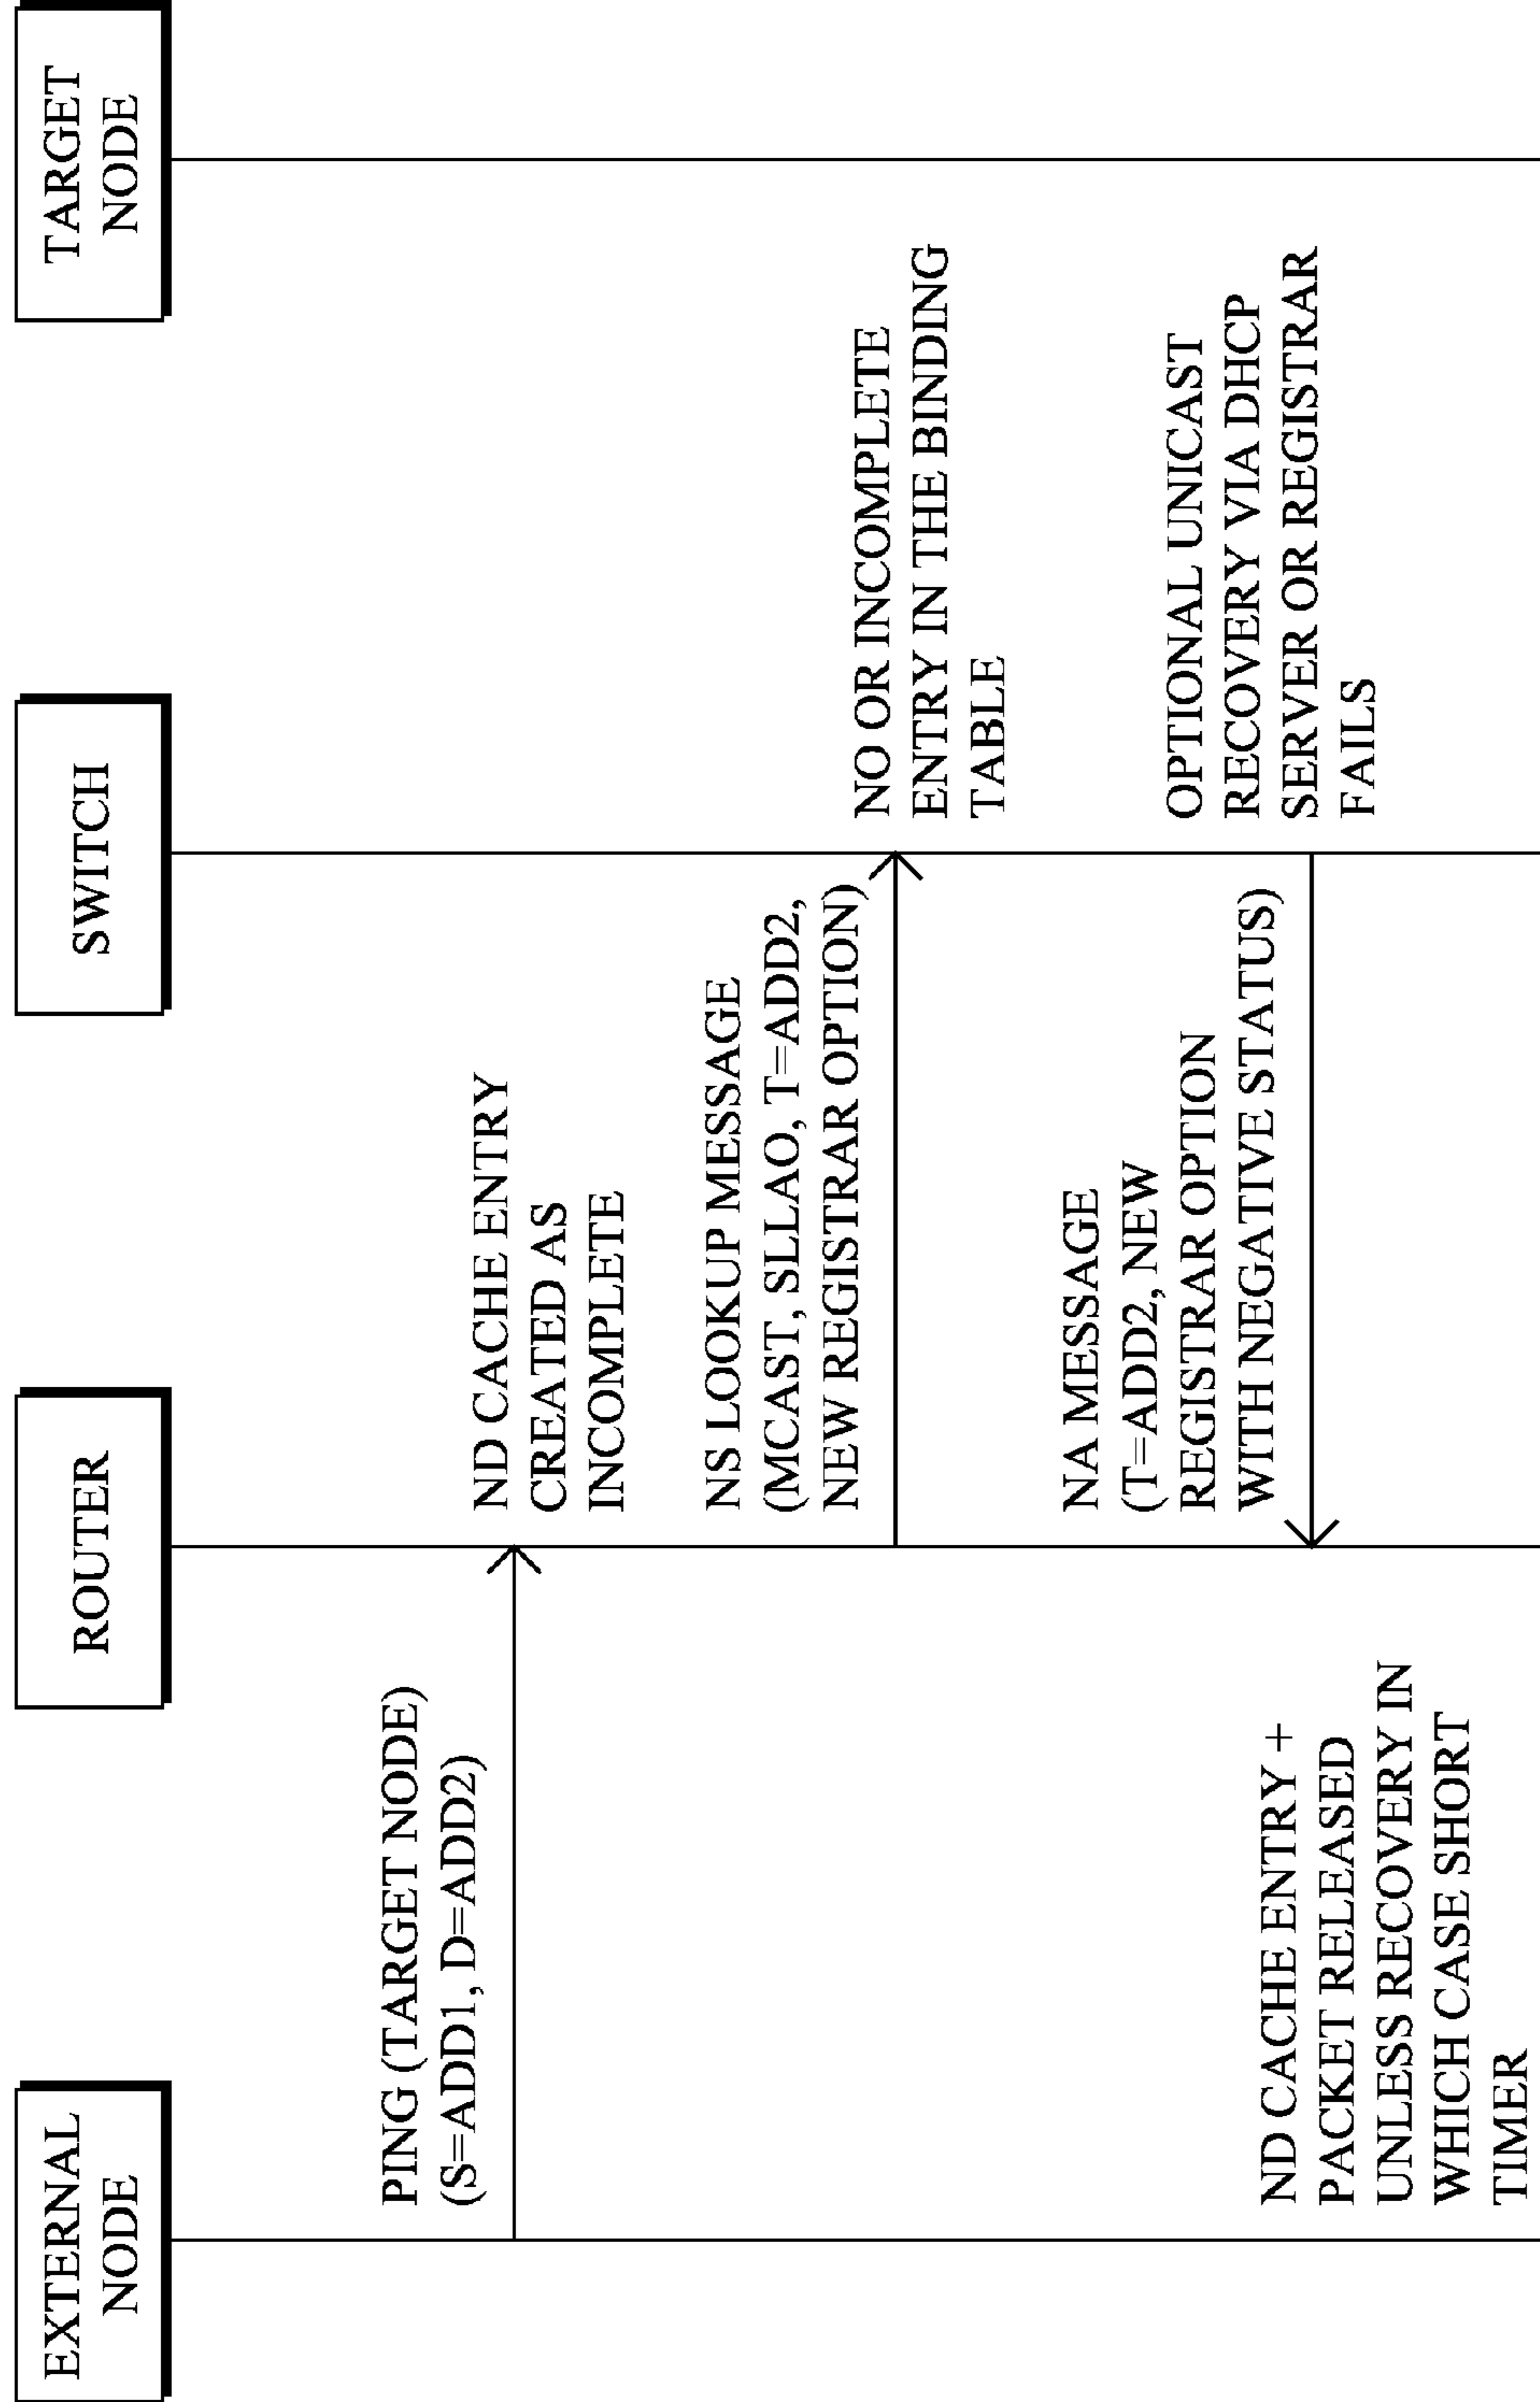 EXTERNAL
NODE
ROUTER
SWITCH
TARGET
NODE
PING (TARGET NODE)
(S=ADD1, D=ADD2)
ND CACHE ENTRY
CREATED AS
INCOMPLETE
NS LOOKUP MESSAGE
(MCAST, SLLAO, T=ADD2,
NEW REGISTRAR OPTION)
NO OR INCOMPLETE
ENTRY IN THE BINDING
TABLE
NA MESSAGE
(T=ADD2, NEW
REGISTRAR OPTION
WITH NEGATIVE STATUS)
OPTIONAL UNICAST
RECOVERY VIA DHCP
SERVER OR REGISTRAR
FAILS
ND CACHE ENTRY +
PACKET RELEASED
UNLESS RECOVERY IN
WHICH CASE SHORT
TIMER